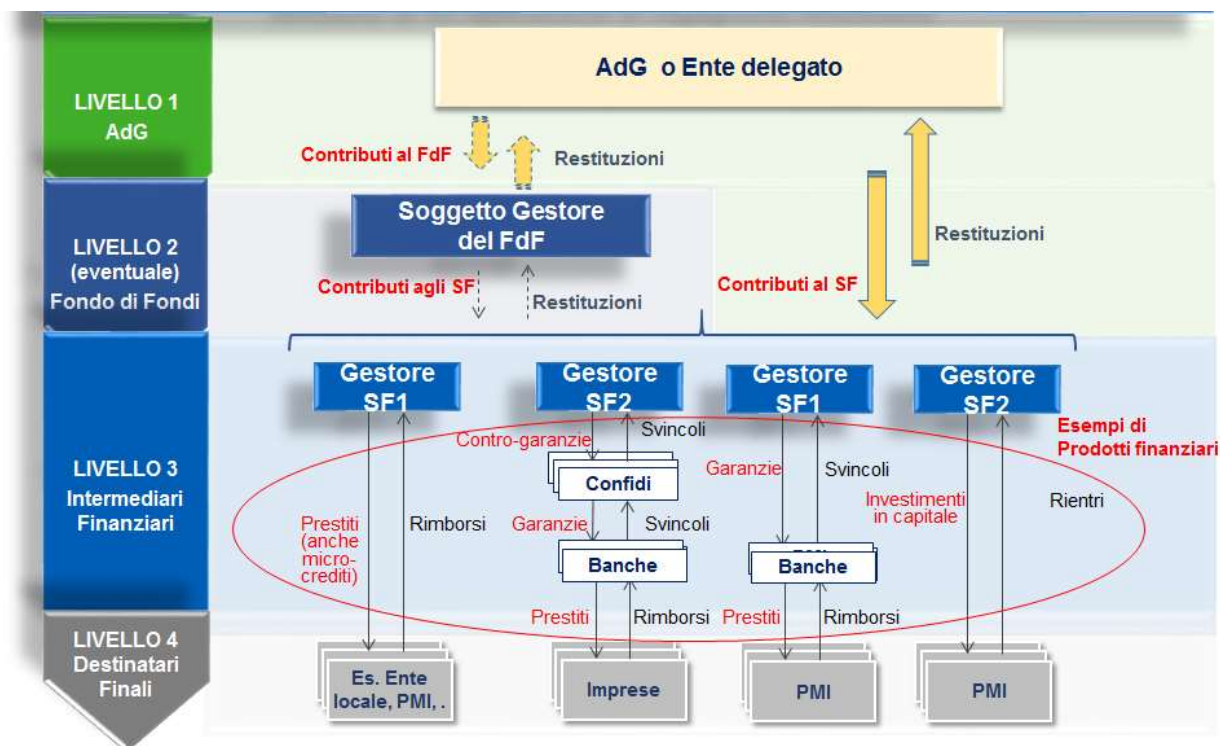 LIVELLO 1
AdG
AdG o Ente delegato
Contributi al FdF
Restituzioni
LIVELLO 2
(eventuale)
Fondo di Fondi
Soggetto Gestore
del FdF
Restituzioni
Contributi agli SF
Restituzioni
Contributi al SF
LIVELLO 3
Intermediari
Finanziari
Gestore
SF1
Gestore
SF2
Gestore
SF1
Gestore
SF2
Esempi di
Prodotti finanziari
Contro-garanzie
Svincoli
Confidi
Garanzie
Svincoli
Banche
Prestiti
(anche
micro-
crediti)
Rimborsi
Garanzie
Svincoli
Banche
Investimenti
in capitale
Rientri
Prestiti
Rimborsi
Prestiti
Rimborsi
LIVELLO 4
Destinatari
Finali
Es. Ente
locale, PMI, .
Imprese
PMI
PMI